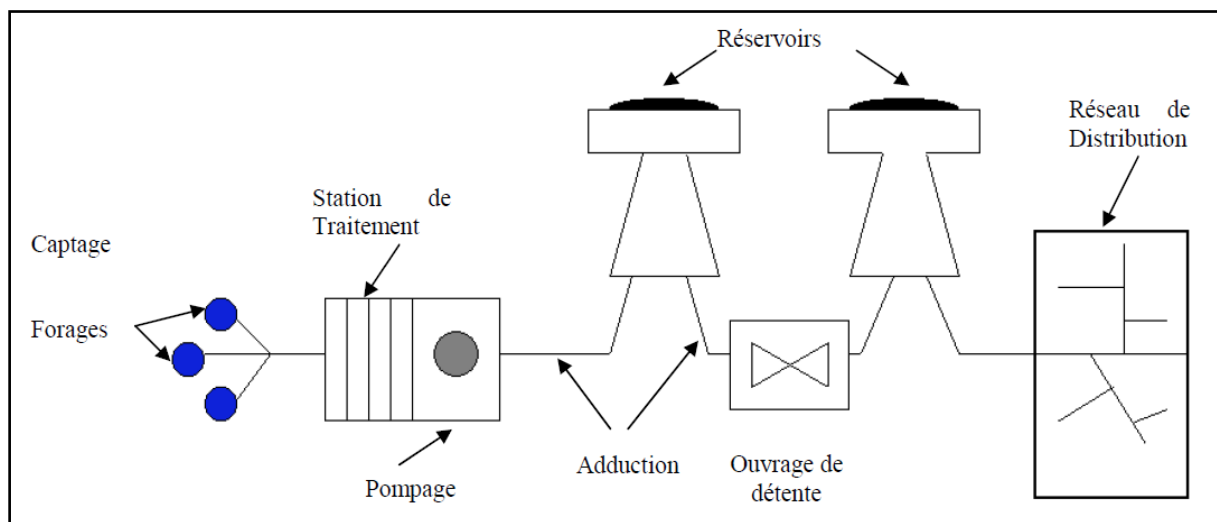 Réservoirs
Réseau de
Distribution
Station de
Traitement
Captage
Forages
Adduction
Ouvrage de
détente
Pompage